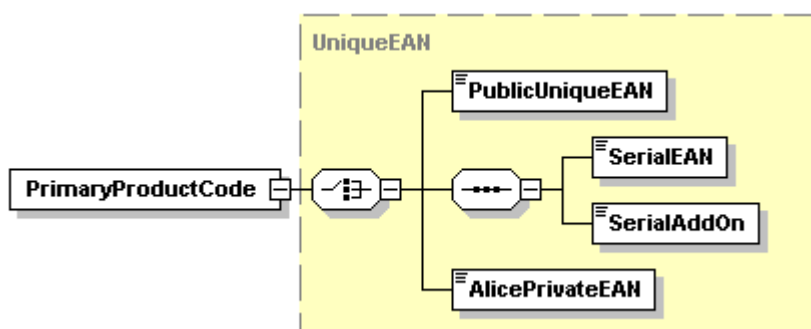 UniqueEAN
PublicUniqueEAN
SerialEAN
PrimaryProductCode
SerialAddOn
AlicePrivateEAN